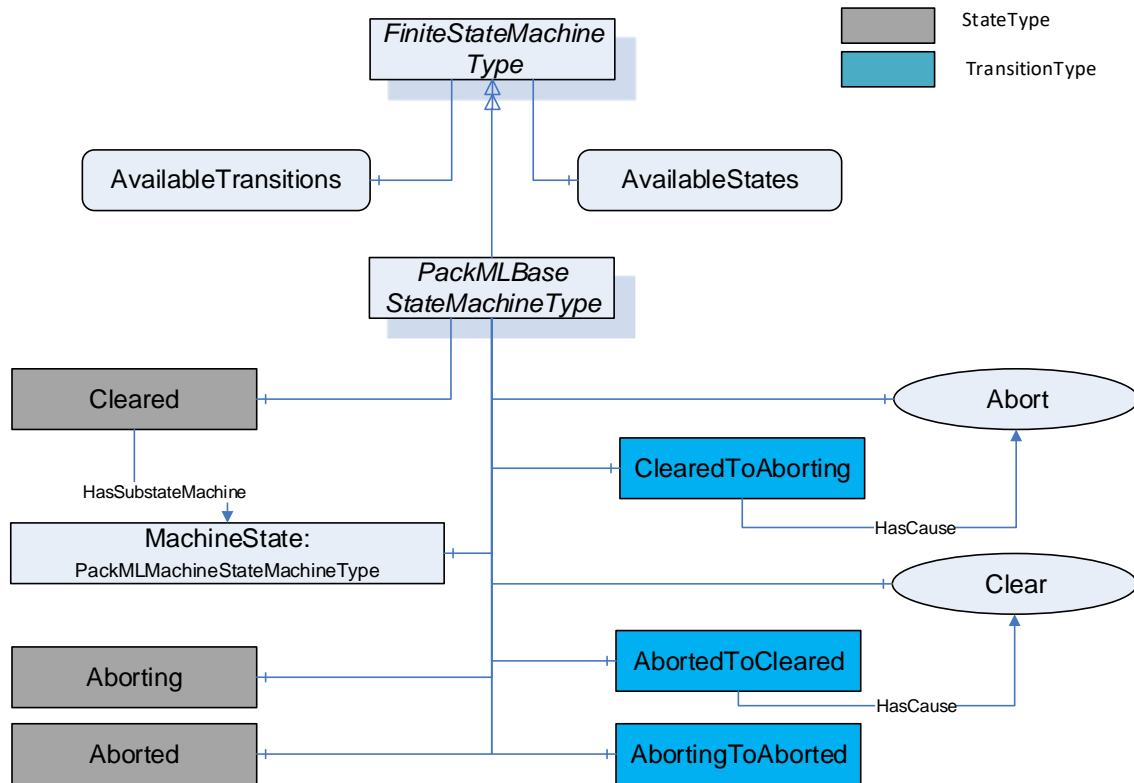 FiniteStateMachine
Type
StateType
TransitionType
AvailableTransitions
AvailableStates
PackMLBase
StateMachineType
Cleared
Abort
ClearedToAborting
HasSubstateMachine
HasCause
MachineState:
PackMLMachineStateMachineType
Clear
AbortedToCleared
Aborting
HasCause
Aborted
AbortingToAborted